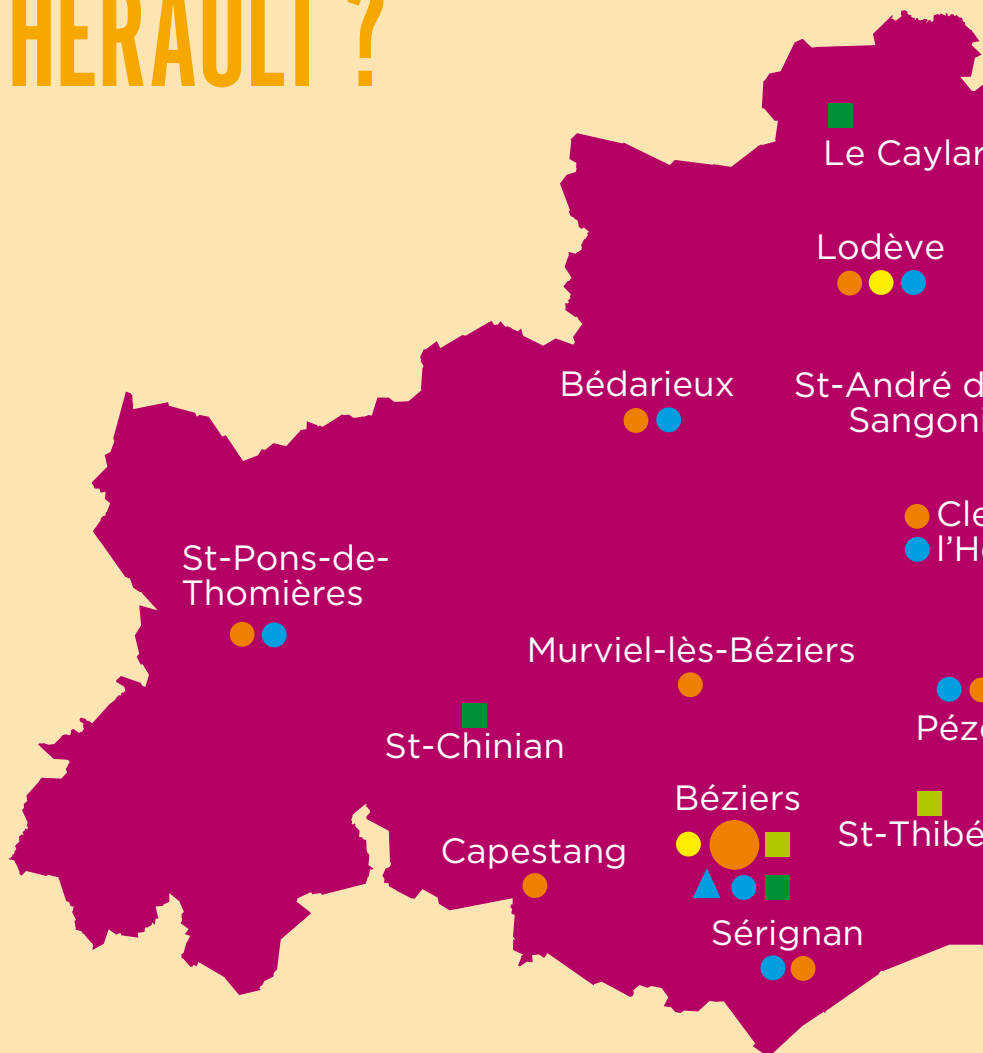 HÉRAULT ?
Le Caylar
Lodève
Bédarieux
St-André d
Sangoni
Cle
l'H
St-Pons-de-
Thomières
Murviel-lès-Béziers
Péz
St-Chinian
Béziers
St-Thibé
Capestang
Sérignan